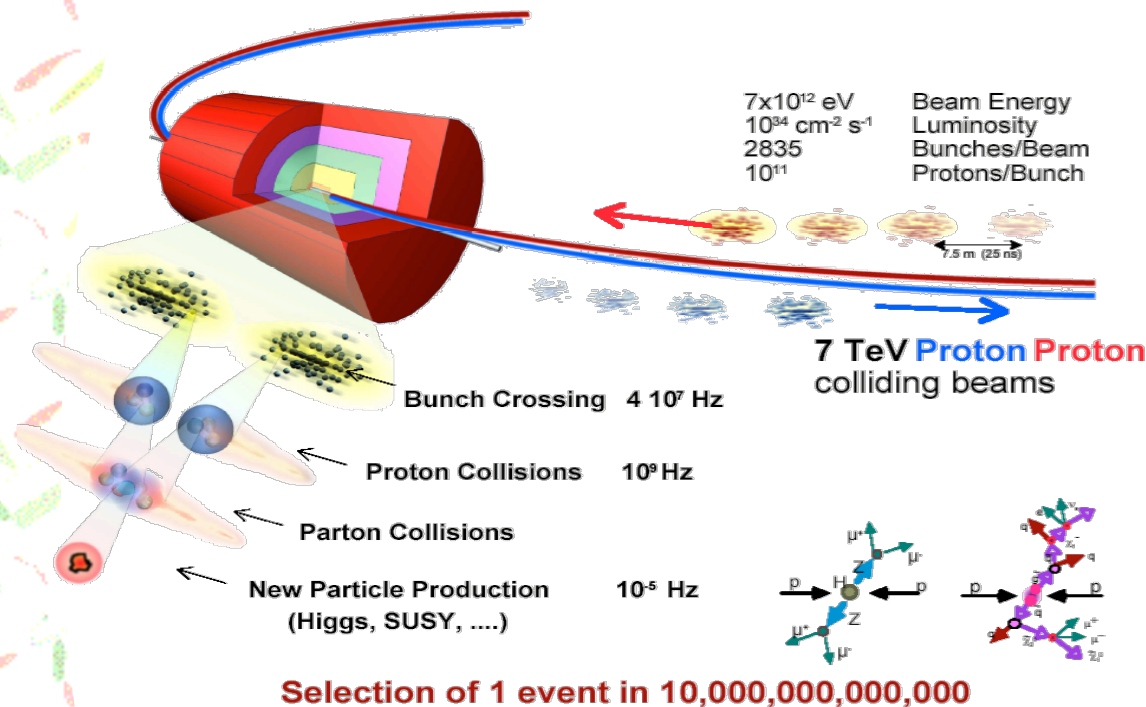 7x10¹² eV Beam Energy
10³⁴ cm⁻² s⁻¹ Luminosity
2835 Bunches/Beam
10¹¹ Protons/Bunch
7.5 m (25 ns)
7 TeV Proton Proton
colliding beams
Bunch Crossing 4 10⁷ Hz
Proton Collisions 10⁹ Hz
Parton Collisions
New Particle Production 10⁻⁵ Hz
(Higgs, SUSY, ....)
μ⁺
μ⁻
Z
H
p
p
Z
μ⁺
μ⁻
q
q
p
p
q
q
μ⁺
μ⁻
Selection of 1 event in 10,000,000,000,000